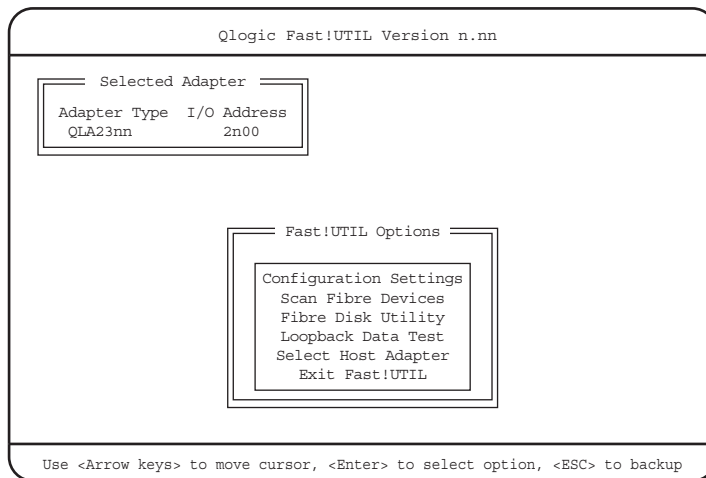 Qlogic Fast!UTIL Version n.nn
Selected Adapter
Adapter Type I/O Address
QLA23nn 2n00
Fast!UTIL Options
Configuration Settings
Scan Fibre Devices
Fibre Disk Utility
Loopback Data Test
Select Host Adapter
Exit Fast!UTIL
Use <Arrow keys> to move cursor, <Enter> to select option, <ESC> to backup